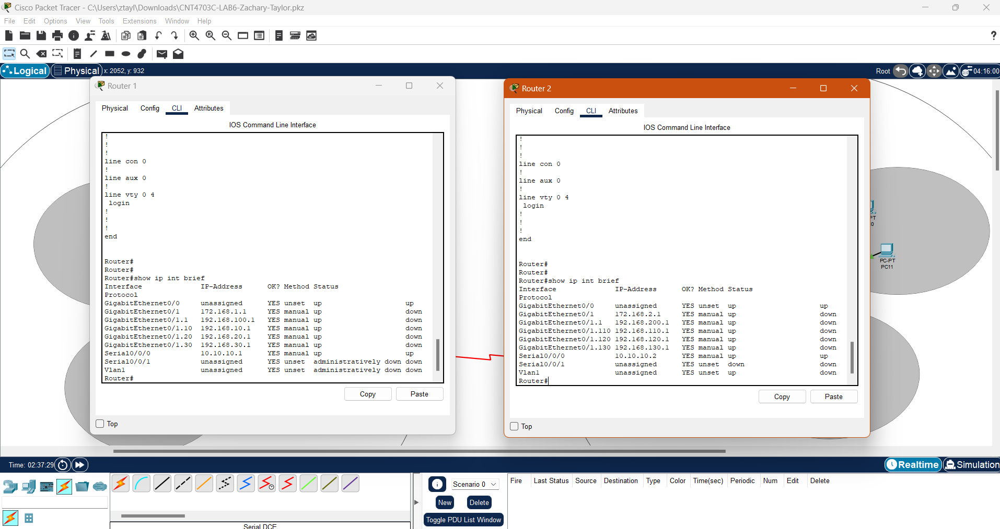 Cisco Packet Tracer - C:\Users\ztayl\Downloads\CNT4703C-LAB6-Zachary-Taylor.pkz
File Edit Options View Tools Extensions Window Help
?
Logical Physical x: 2052, y: 932
Root 04:16:00
Router 1
Physical Config CLI Attributes
IOS Command Line Interface
!
!
!
line con 0
!
line aux 0
!
line vty 0 4
login
!
!
!
end
Router#
Router#
Router#show ip int brief
Interface IP-Address OK? Method Status
Protocol
GigabitEthernet0/0 unassigned YES unset up up
GigabitEthernet0/1 172.168.1.1 YES manual up down
GigabitEthernet0/1.1 192.168.100.1 YES manual up down
GigabitEthernet0/1.10 192.168.10.1 YES manual up down
GigabitEthernet0/1.20 192.168.20.1 YES manual up down
GigabitEthernet0/1.30 192.168.30.1 YES manual up down
Serial0/0/0 10.10.10.1 YES manual up up
Serial0/0/1 unassigned YES unset administratively down down
Vlan1 unassigned YES unset administratively down down
Router#
Copy Paste
Top
Router 2
Physical Config CLI Attributes
IOS Command Line Interface
!
!
!
line con 0
!
line aux 0
!
line vty 0 4
login
!
!
!
end
Router#
Router#
Router#show ip int brief
Interface IP-Address OK? Method Status
Protocol
GigabitEthernet0/0 unassigned YES unset up up
GigabitEthernet0/1 172.168.2.1 YES manual up down
GigabitEthernet0/1.1 192.168.200.1 YES manual up down
GigabitEthernet0/1.110 192.168.110.1 YES manual up down
GigabitEthernet0/1.120 192.168.120.1 YES manual up down
GigabitEthernet0/1.130 192.168.130.1 YES manual up down
Serial0/0/0 10.10.10.2 YES manual up up
Serial0/0/1 unassigned YES unset down down
Vlan1 unassigned YES unset up down
Router#
Copy Paste
Top
PT
0
PC-PT
PC11
Time: 02:37:29
Realtime Simulation
Scenario 0
New Delete
Toggle PDU List Window
Fire Last Status Source Destination Type Color Time(sec) Periodic Num Edit Delete
Serial DCE